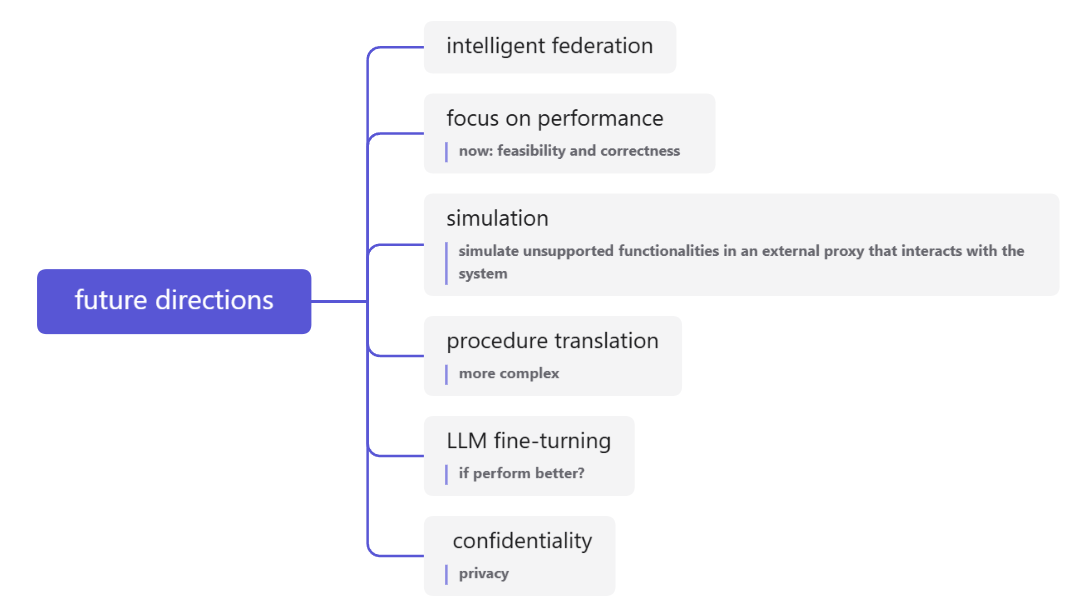 future directions
intelligent federation
focus on performance
now: feasibility and correctness
simulation
simulate unsupported functionalities in an external proxy that interacts with the
system
procedure translation
more complex
LLM fine-turning
if perform better?
confidentiality
privacy